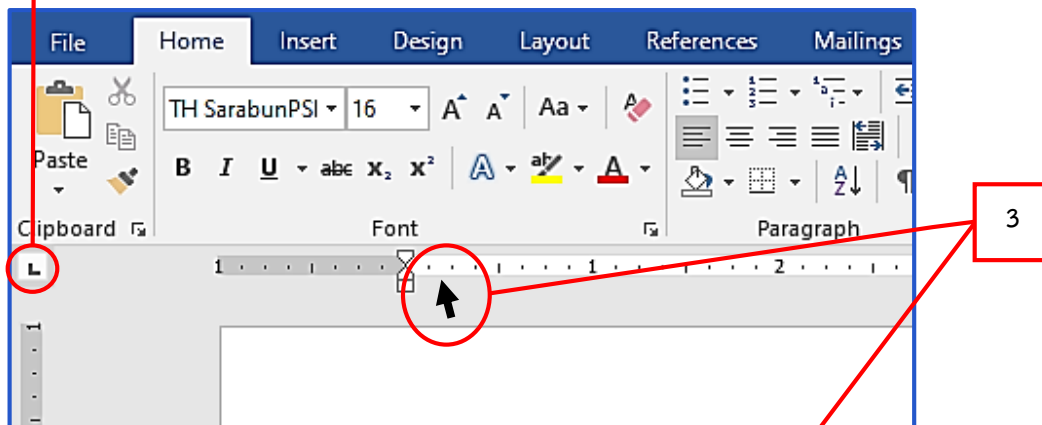 File Home Insert Design Layout References Mailings
TH SarabunPSI 16 A A Aa
Paste
B I U abc X₂ X² A ab A
Clipboard Font Paragraph
3
1 1 2
1